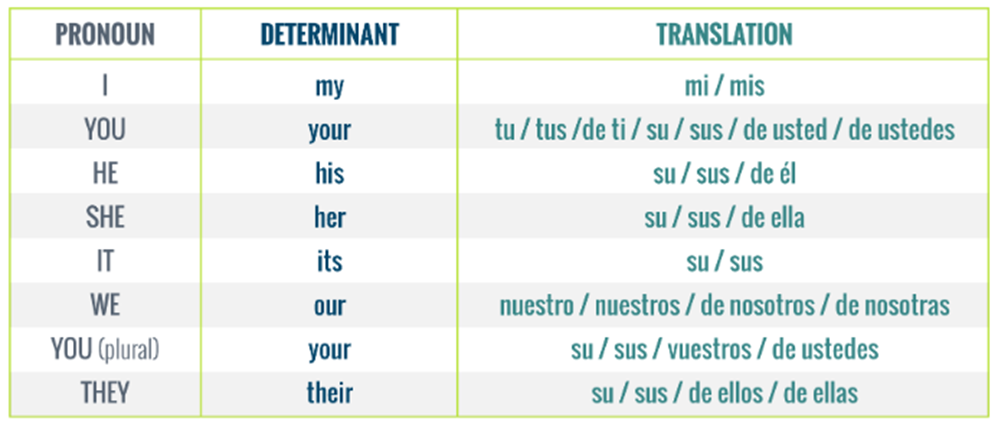 PRONOUN DETERMINANT TRANSLATION
I my mi / mis
YOU your tu / tus /de ti / su / sus / de usted / de ustedes
HE his su / sus / de él
SHE her su / sus / de ella
IT its su / sus
WE our nuestro / nuestros / de nosotros / de nosotras
YOU (plural) your su / sus / vuestros / de ustedes
THEY their su / sus / de ellos / de ellas